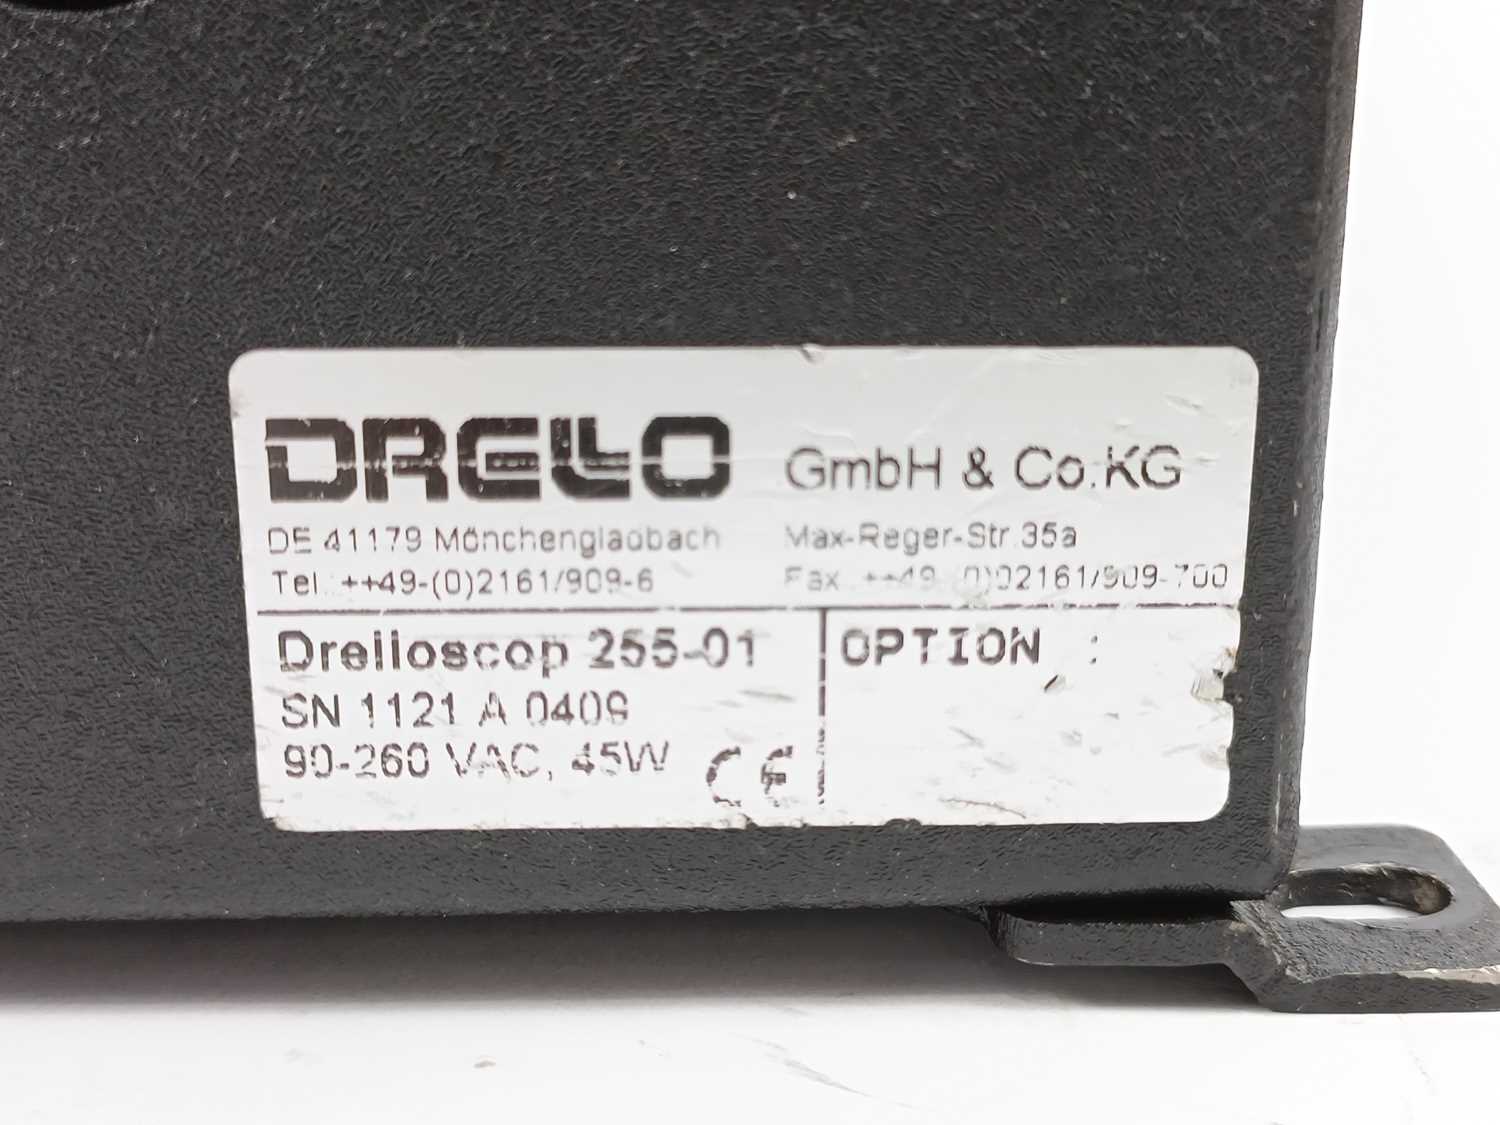 DRELLO GmbH & Co.KG
DE 41179 Mönchengladbach Max-Reger-Str.35a
Tel.:++49-(0)2161/909-6 Fax.:++49-(0)02161/909-700
Drelloscop 255-01 OPTION :
SN 1121 A 0409
90-260 VAC, 45W CE